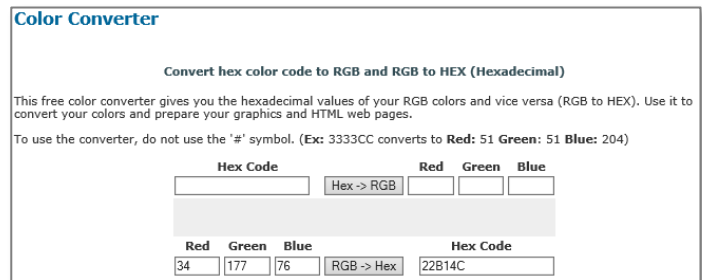 Color Converter
Convert hex color code to RGB and RGB to HEX (Hexadecimal)
This free color converter gives you the hexadecimal values of your RGB colors and vice versa (RGB to HEX). Use it to
convert your colors and prepare your graphics and HTML web pages.
To use the converter, do not use the '#' symbol. (Ex: 3333CC converts to Red: 51 Green: 51 Blue: 204)
Hex Code Red Green Blue
Hex -> RGB
Red Green Blue Hex Code
34 177 76 RGB -> Hex 22B14C